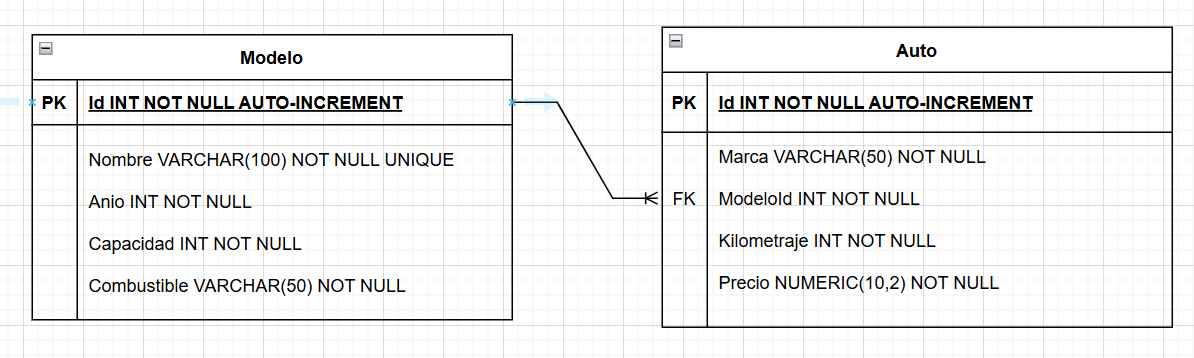 Modelo
PK Id INT NOT NULL AUTO-INCREMENT
Nombre VARCHAR(100) NOT NULL UNIQUE
Anio INT NOT NULL
Capacidad INT NOT NULL
Combustible VARCHAR(50) NOT NULL
Auto
PK Id INT NOT NULL AUTO-INCREMENT
Marca VARCHAR(50) NOT NULL
FK ModeloId INT NOT NULL
Kilometraje INT NOT NULL
Precio NUMERIC(10,2) NOT NULL